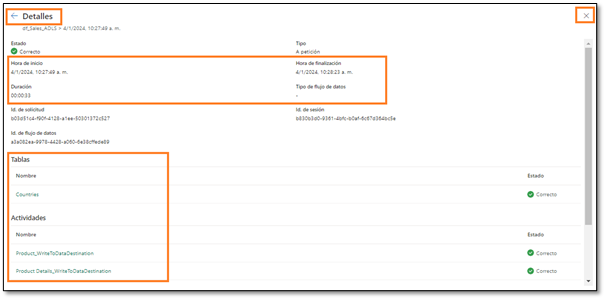 ← Detalles
df_Sales_ADLS > 4/1/2024, 10:27:49 a. m.
Estado Tipo
Correcto A petición
Hora de inicio Hora de finalización
4/1/2024, 10:27:49 a. m. 4/1/2024, 10:28:23 a. m.
Duración Tipo de flujo de datos
00:00:33 -
Id. de solicitud Id. de sesión
b03d51c4-f90f-4128-a1ee-50301372c527 b830b3d0-9361-4bfc-b0af-6c87d364bc5e
Id. de flujo de datos
a3a082ea-9978-4428-a060-6e38cffede89
Tablas
Nombre Estado
Countries Correcto
Actividades
Nombre Estado
Product_WriteToDataDestination Correcto
Product Details_WriteToDataDestination Correcto